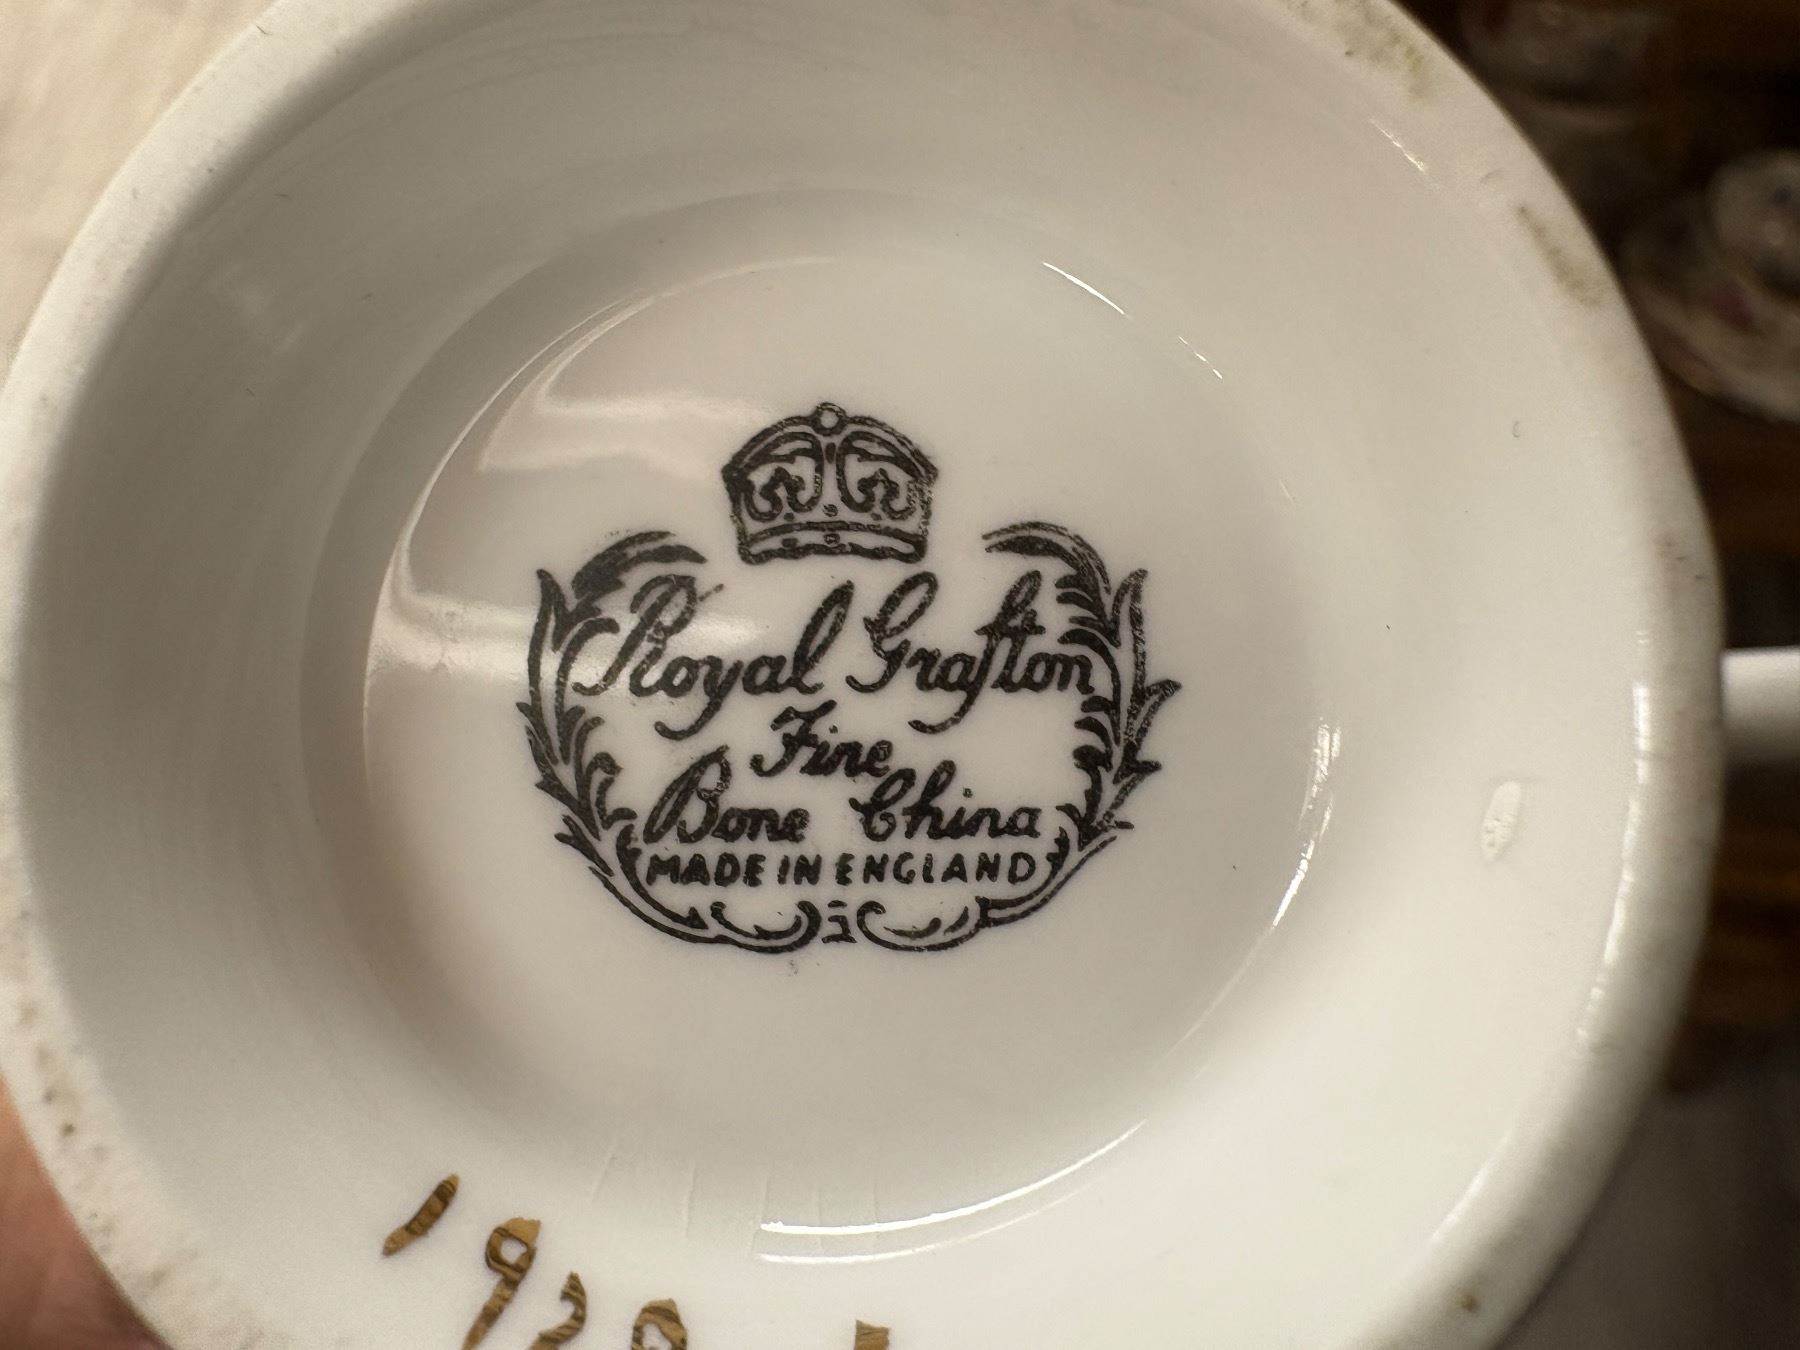 Royal Grafton
Fine
Bone China
MADE IN ENGLAND